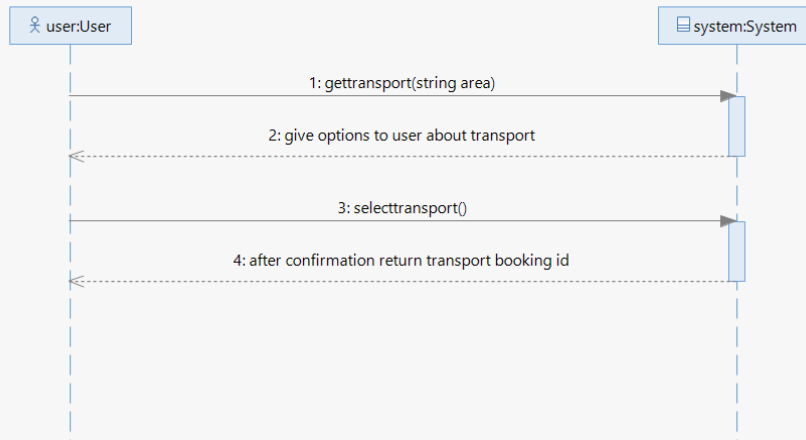 user:User
system:System
1: gettransport(string area)
2: give options to user about transport
3: selecttransport()
4: after confirmation return transport booking id